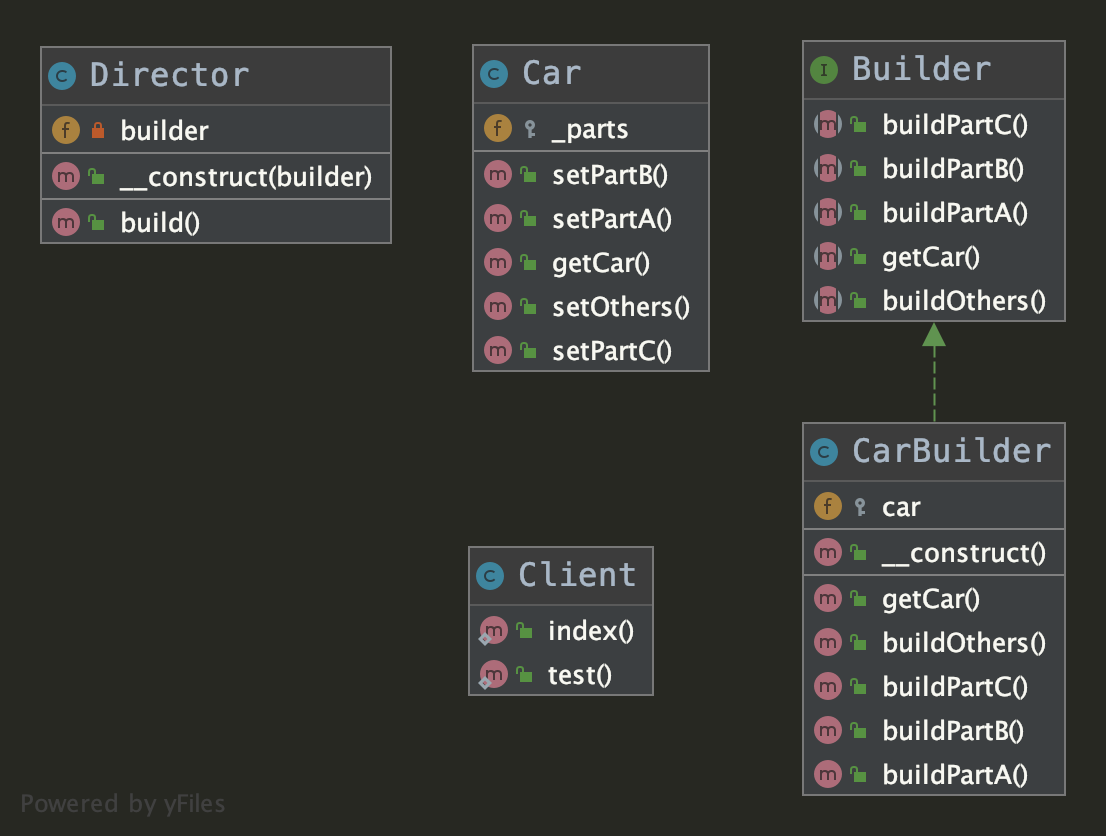 Director
builder
__construct(builder)
build()
Car
_parts
setPartB()
setPartA()
getCar()
setOthers()
setPartC()
Builder
buildPartC()
buildPartB()
buildPartA()
getCar()
buildOthers()
Client
index()
test()
CarBuilder
car
__construct()
getCar()
buildOthers()
buildPartC()
buildPartB()
buildPartA()
Powered by yFiles